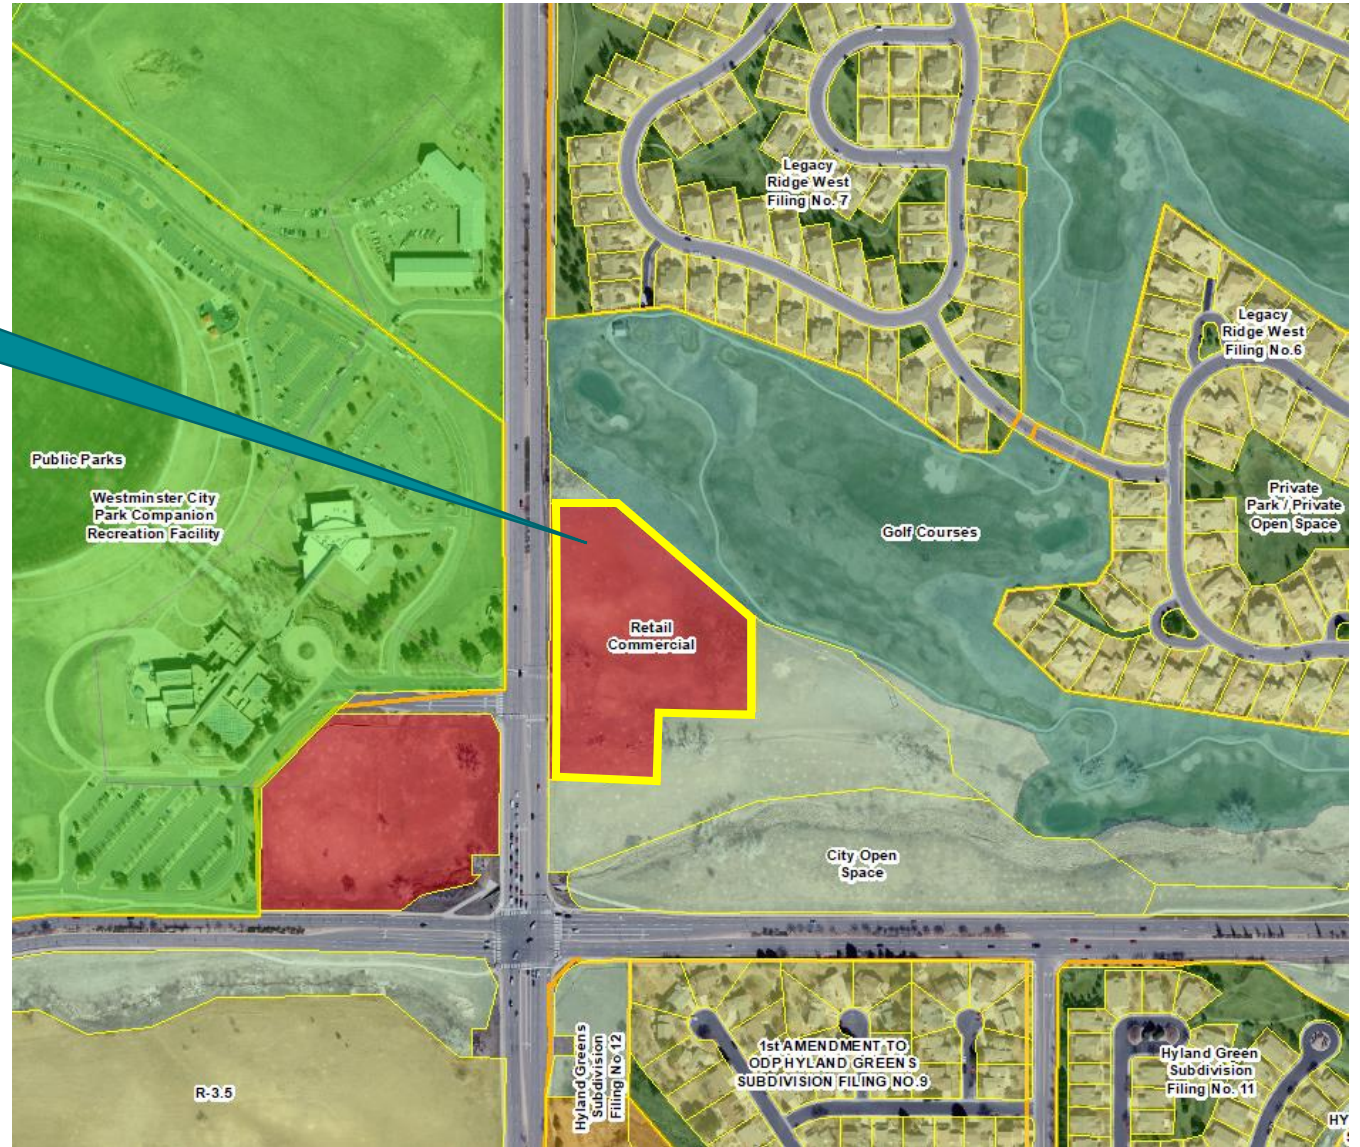 Legacy
Ridge West
Filing No. 7
Legacy
Ridge West
Filing No.6
Public Parks
Westminster City
Park Companion
Recreation Facility
Golf Courses
Private
Park / Private
Open Space
Retail
Commercial
City Open
Space
R-3.5
Hyland Greens
Subdivision
Filing No 12
1st AMENDMENT TO
ODP HYLAND GREENS
SUBDIVISION FILING NO.9
Hyland Green
Subdivision
Filing No. 11
HY